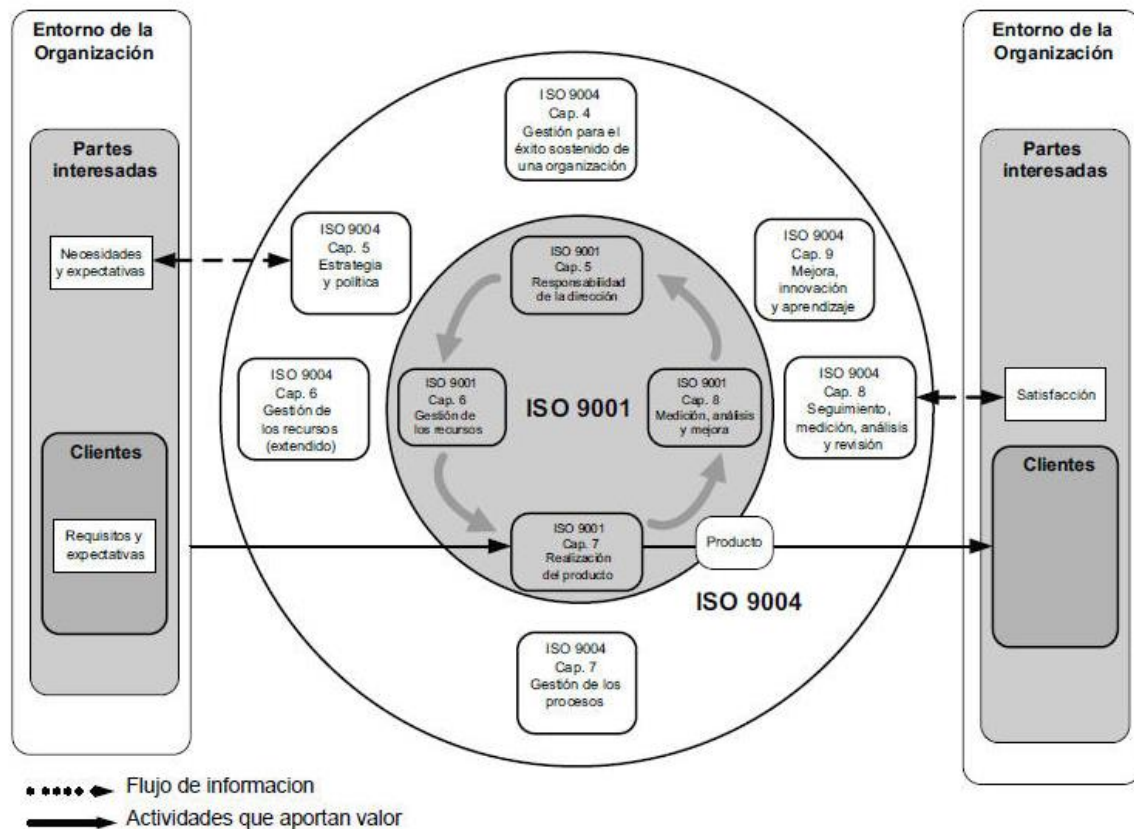 Entorno de la
Organización
Partes
interesadas
Necesidades
y expectativas
Clientes
Requisitos y
expectativas
ISO 9004
Cap. 4
Gestión para el
éxito sostenido de
una organización
ISO 9004
Cap. 5
Estrategia
y política
ISO 9004
Cap. 9
Mejora,
innovación
y aprendizaje
ISO 9004
Cap. 6
Gestión de
los recursos
(extendido)
ISO 9004
Cap. 8
Seguimiento,
medición, análisis
y revisión
ISO 9001
Cap. 5
Responsabilidad
de la dirección
ISO 9001
Cap. 6
Gestión de
los recursos
ISO 9001
ISO 9001
Cap. 8
Medición, análisis
y mejora
ISO 9001
Cap. 7
Realización
del producto
Producto
ISO 9004
ISO 9004
Cap. 7
Gestión de los
procesos
Entorno de la
Organización
Partes
interesadas
Satisfacción
Clientes
Flujo de informacion
Actividades que aportan valor